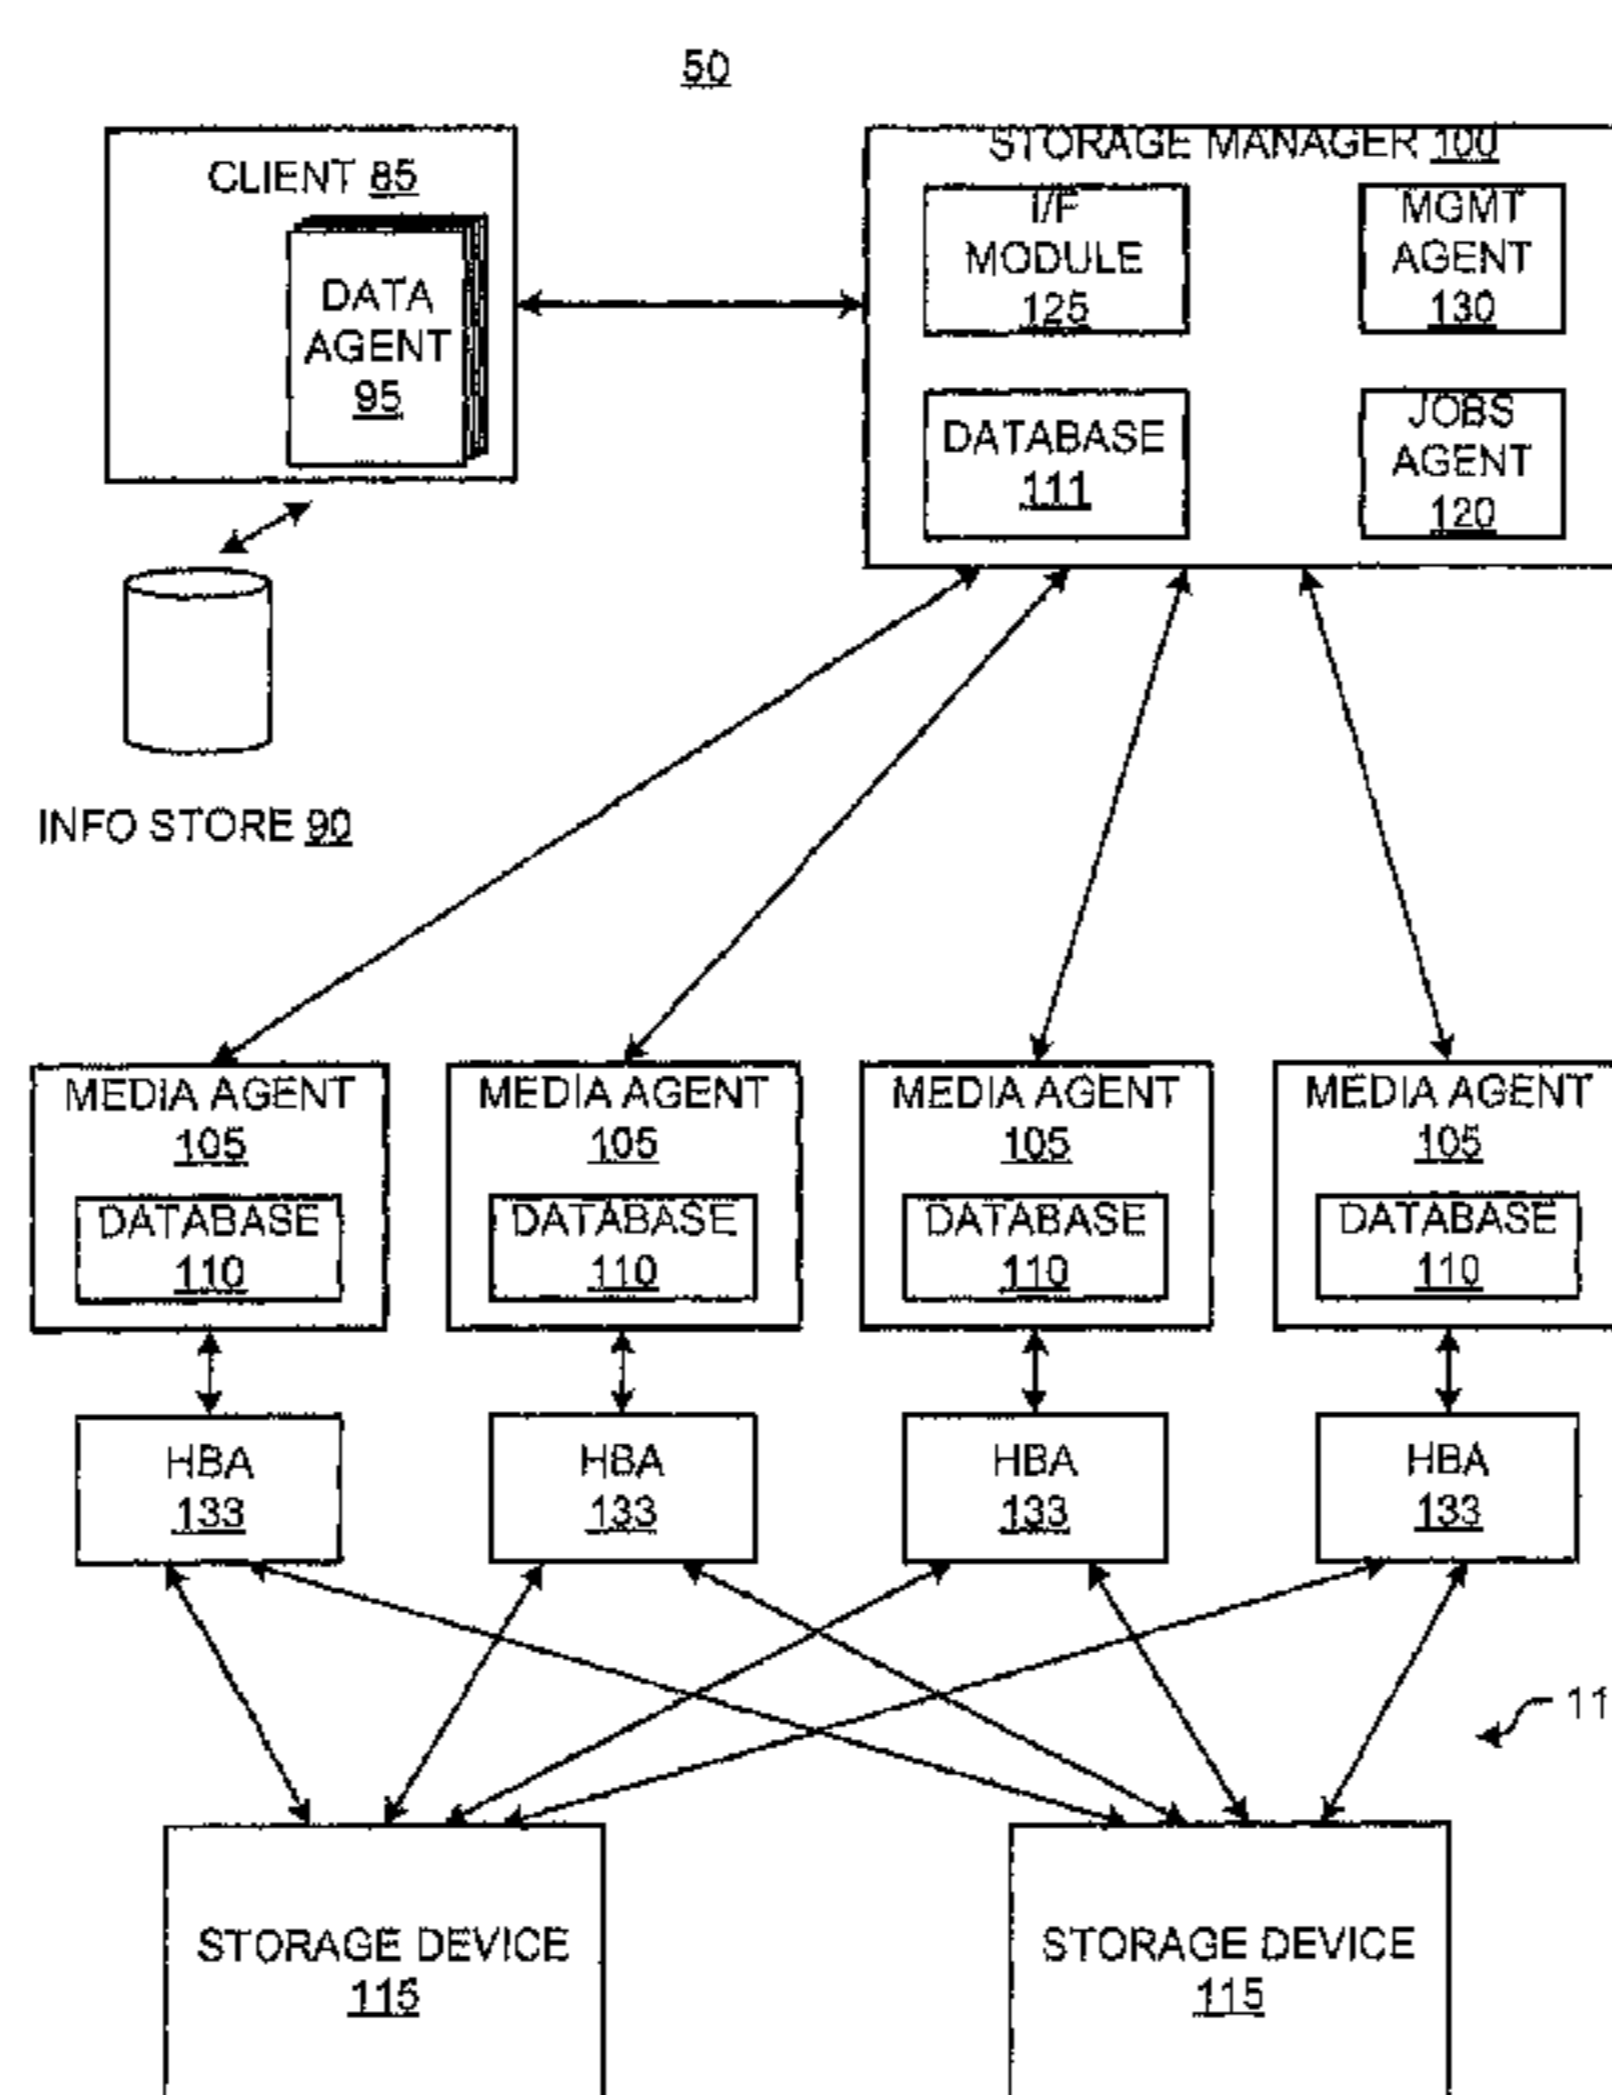 50
CLIENT 85
DATA
AGENT
95
STORAGE MANAGER 100
I/F
MODULE
125
MGMT
AGENT
130
DATABASE
111
JOBS
AGENT
120
INFO STORE 90
MEDIA AGENT
105
DATABASE
110
MEDIA AGENT
105
DATABASE
110
MEDIA AGENT
105
DATABASE
110
MEDIA AGENT
105
DATABASE
110
HBA
133
HBA
133
HBA
133
HBA
133
11
STORAGE DEVICE
115
STORAGE DEVICE
115